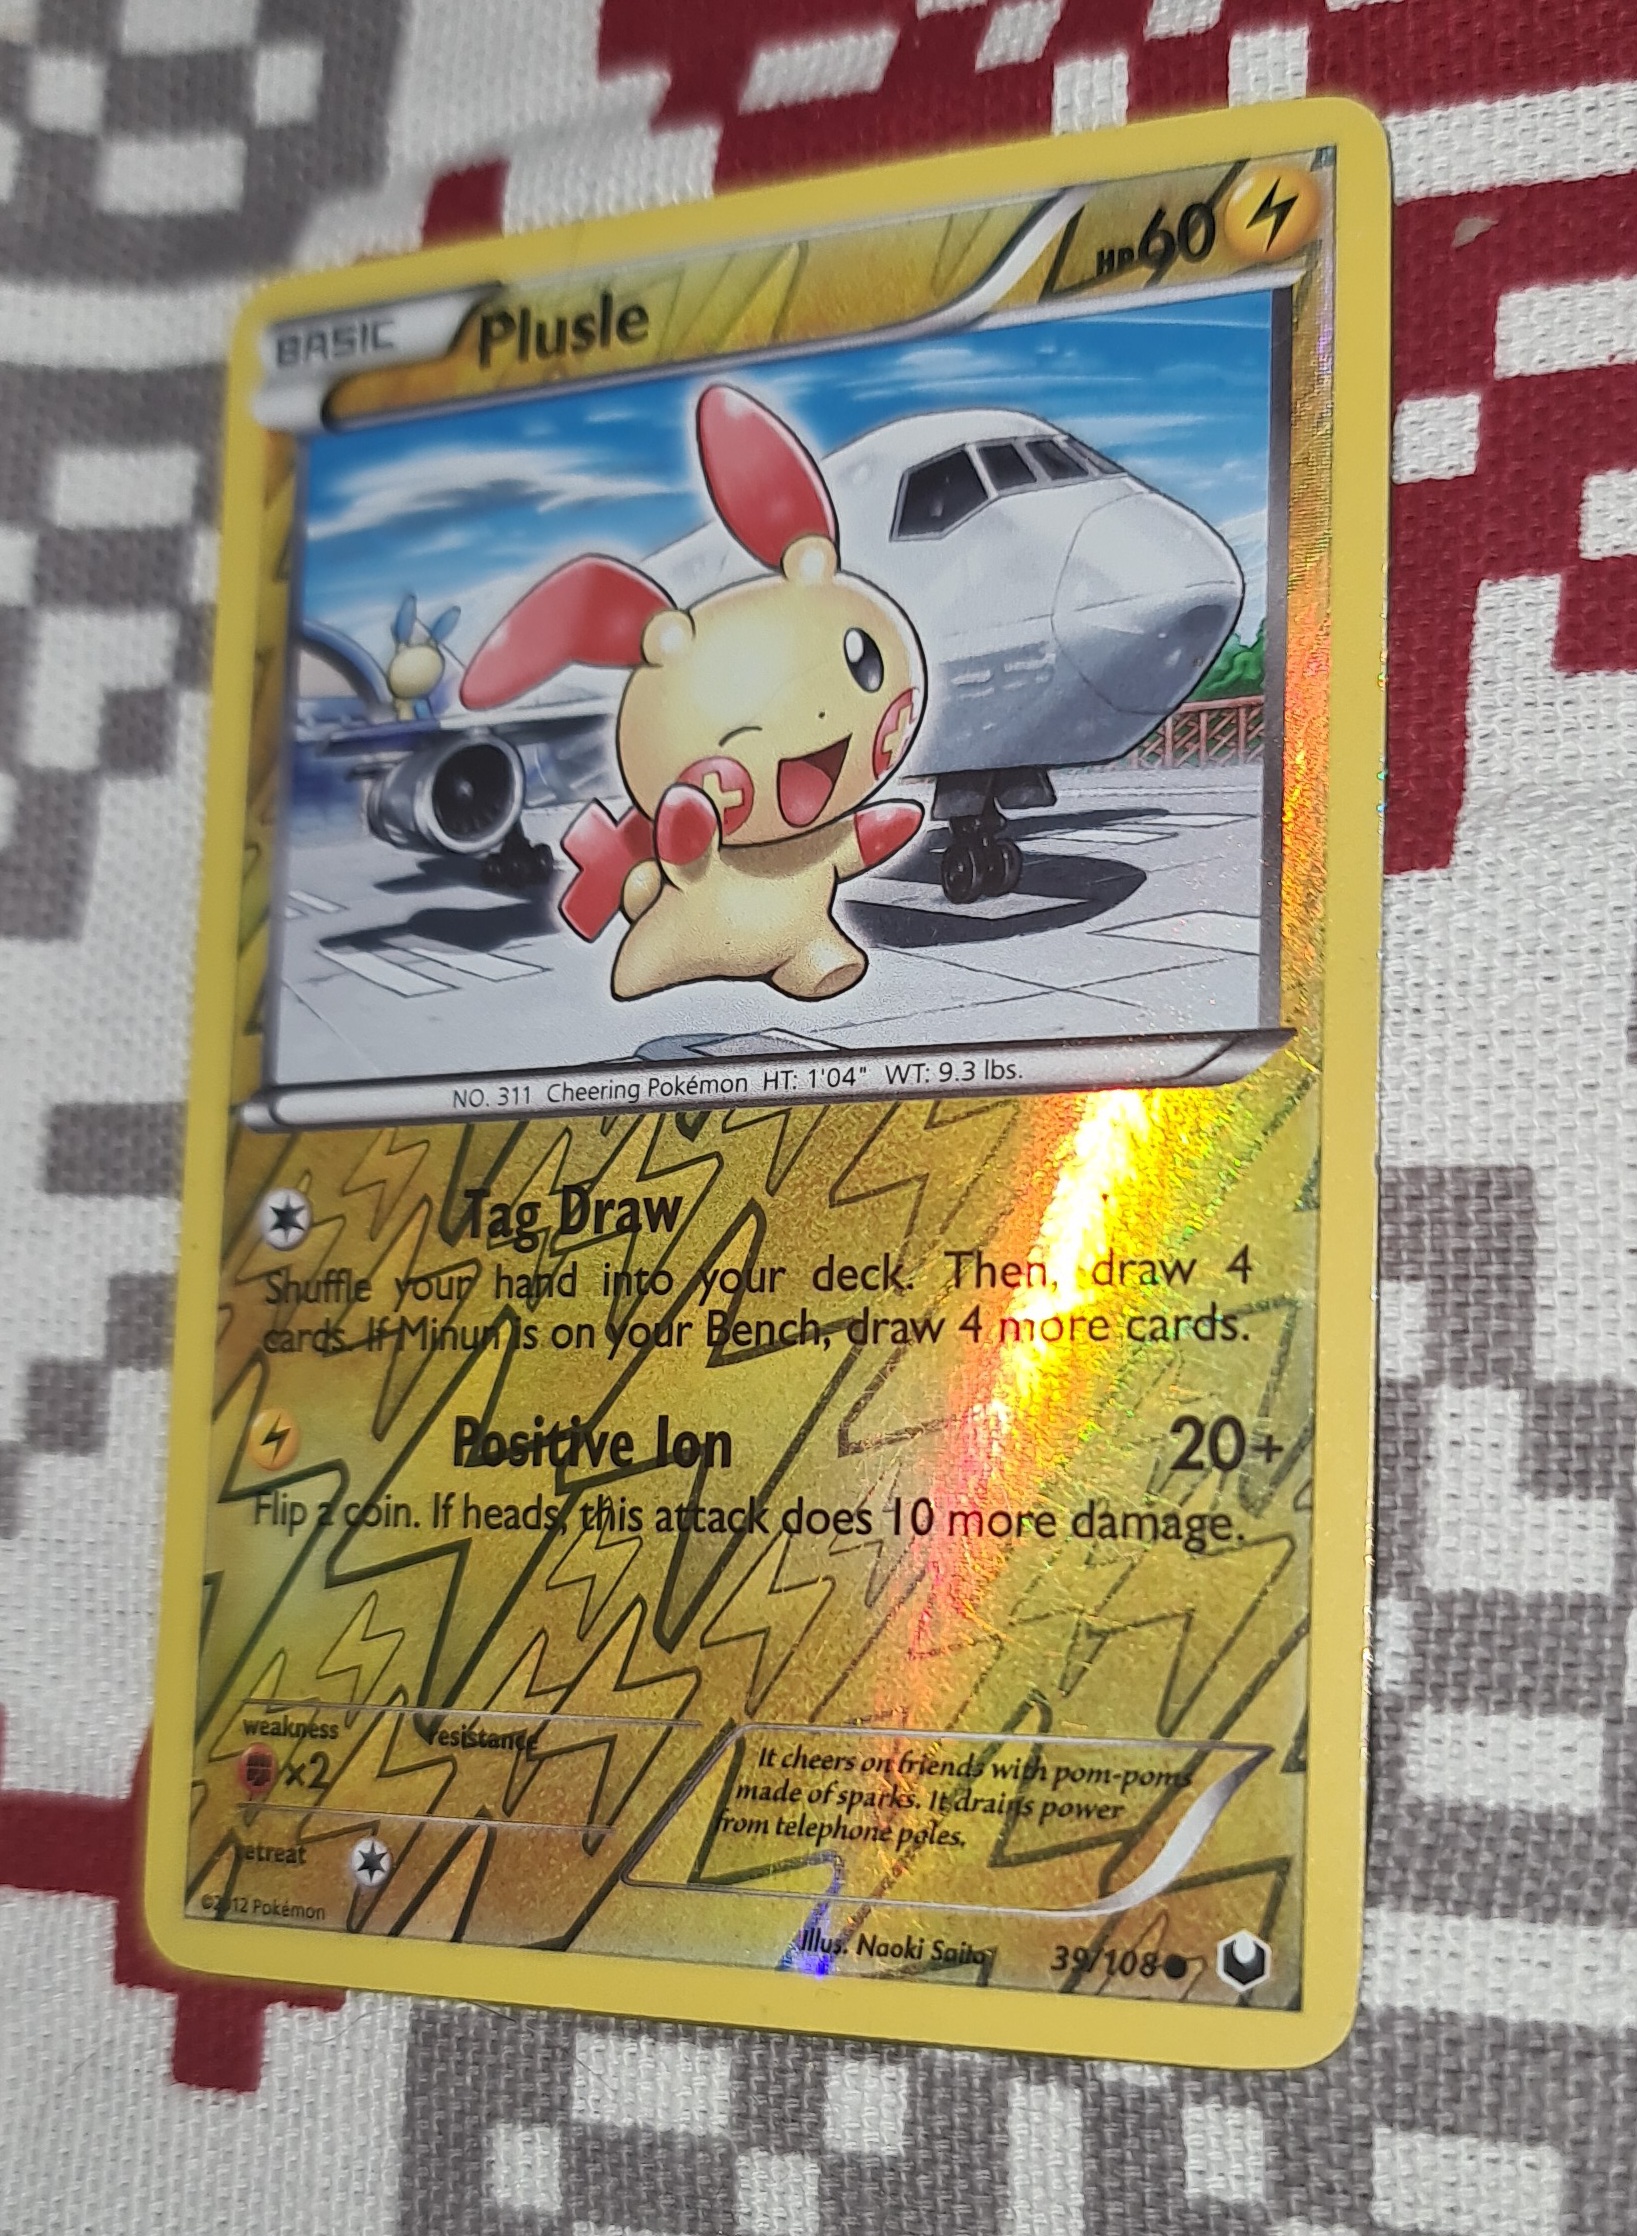 BASIC Plusle HP60
NO. 311 Cheering Pokémon HT: 1'04" WT: 9.3 lbs.
Tag Draw
Shuffle your hand into your deck. Then, draw 4
cards. If Minun is on your Bench, draw 4 more cards.
Positive Ion 20+
Flip a coin. If heads, this attack does 10 more damage.
weakness resistance
×2
retreat
It cheers on friends with pom-poms
made of sparks. It drains power
from telephone poles.
©2012 Pokémon
Illus. Naoki Saito 39/108